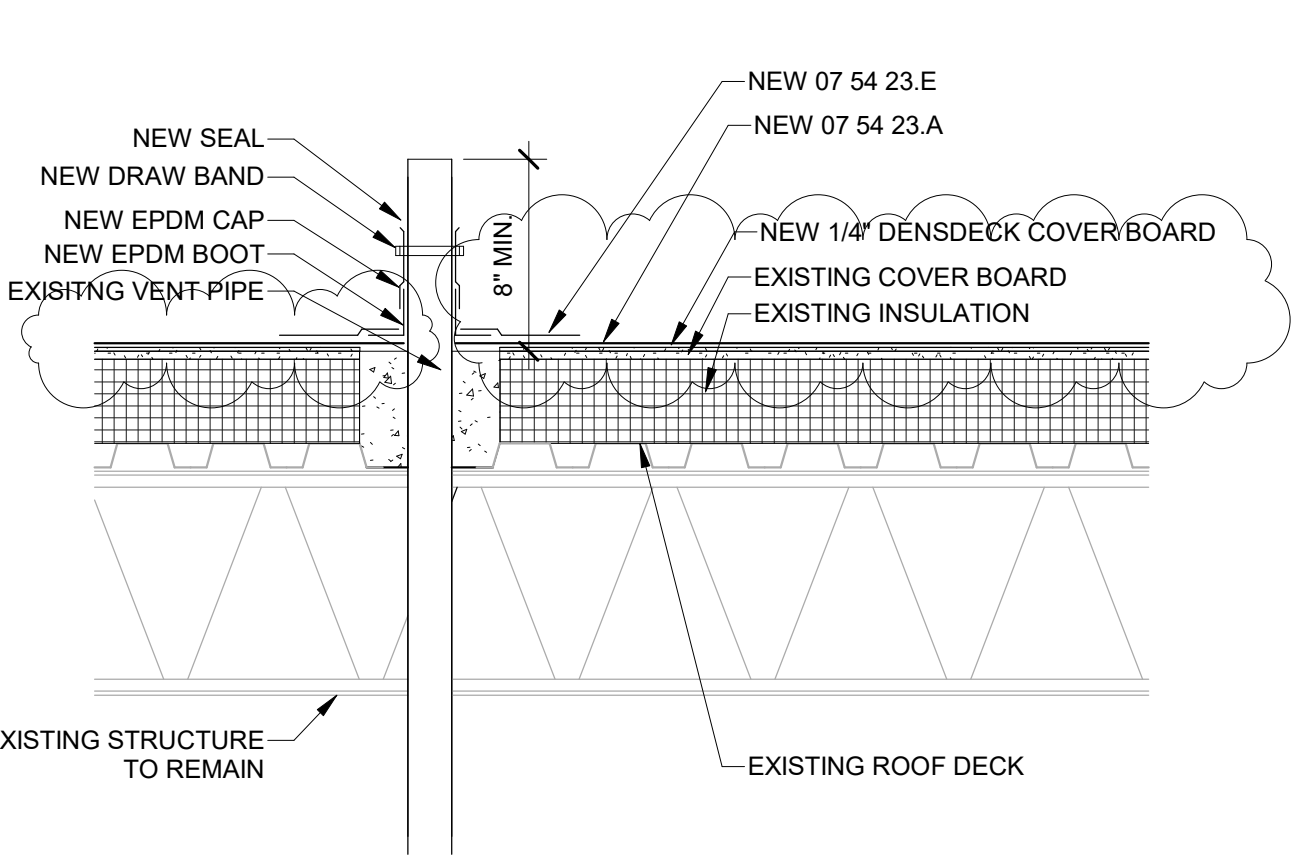 NEW SEAL
NEW DRAW BAND
NEW EPDM CAP
NEW EPDM BOOT
EXISITNG VENT PIPE
8" MIN.
NEW 07 54 23.E
NEW 07 54 23.A
NEW 1/4" DENSDECK COVER BOARD
EXISTING COVER BOARD
EXISTING INSULATION
XISTING STRUCTURE
TO REMAIN
EXISTING ROOF DECK